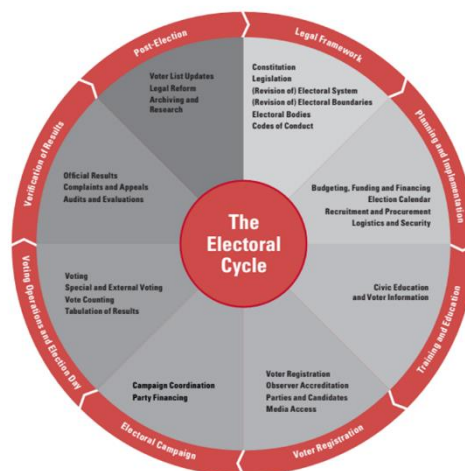 The
Electoral
Cycle
Legal Framework
Constitution
Legislation
(Revision of) Electoral System
(Revision of) Electoral Boundaries
Electoral Bodies
Codes of Conduct
Planning and Implementation
Budgeting, Funding and Financing
Election Calendar
Recruitment and Procurement
Logistics and Security
Training and Education
Civic Education
and Voter Information
Voter Registration
Voter Registration
Observer Accreditation
Parties and Candidates
Media Access
Electoral Campaign
Campaign Coordination
Party Financing
Voting Operations and Election Day
Voting
Special and External Voting
Vote Counting
Tabulation of Results
Verification of Results
Official Results
Complaints and Appeals
Audits and Evaluations
Post-Election
Voter List Updates
Legal Reform
Archiving and
Research